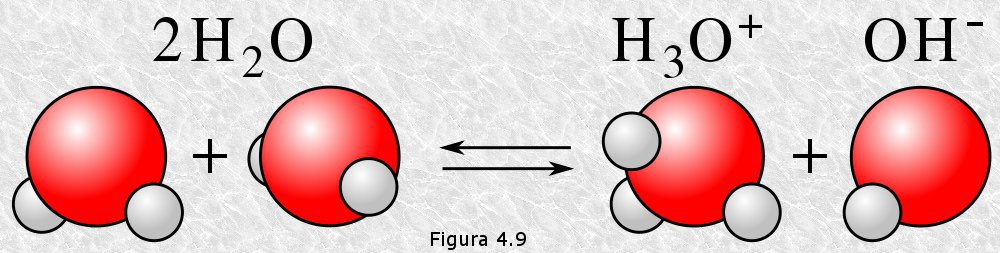 2H₂O H₃O⁺ OH⁻
+ +
Figura 4.9